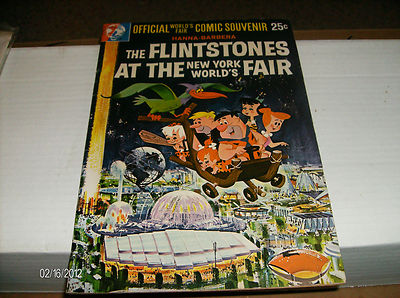 OFFICIAL WORLD'S FAIR COMIC SOUVENIR 25¢
HANNA-BARBERA
THE FLINTSTONES
AT THE NEW YORK WORLD'S FAIR
02/16/2012